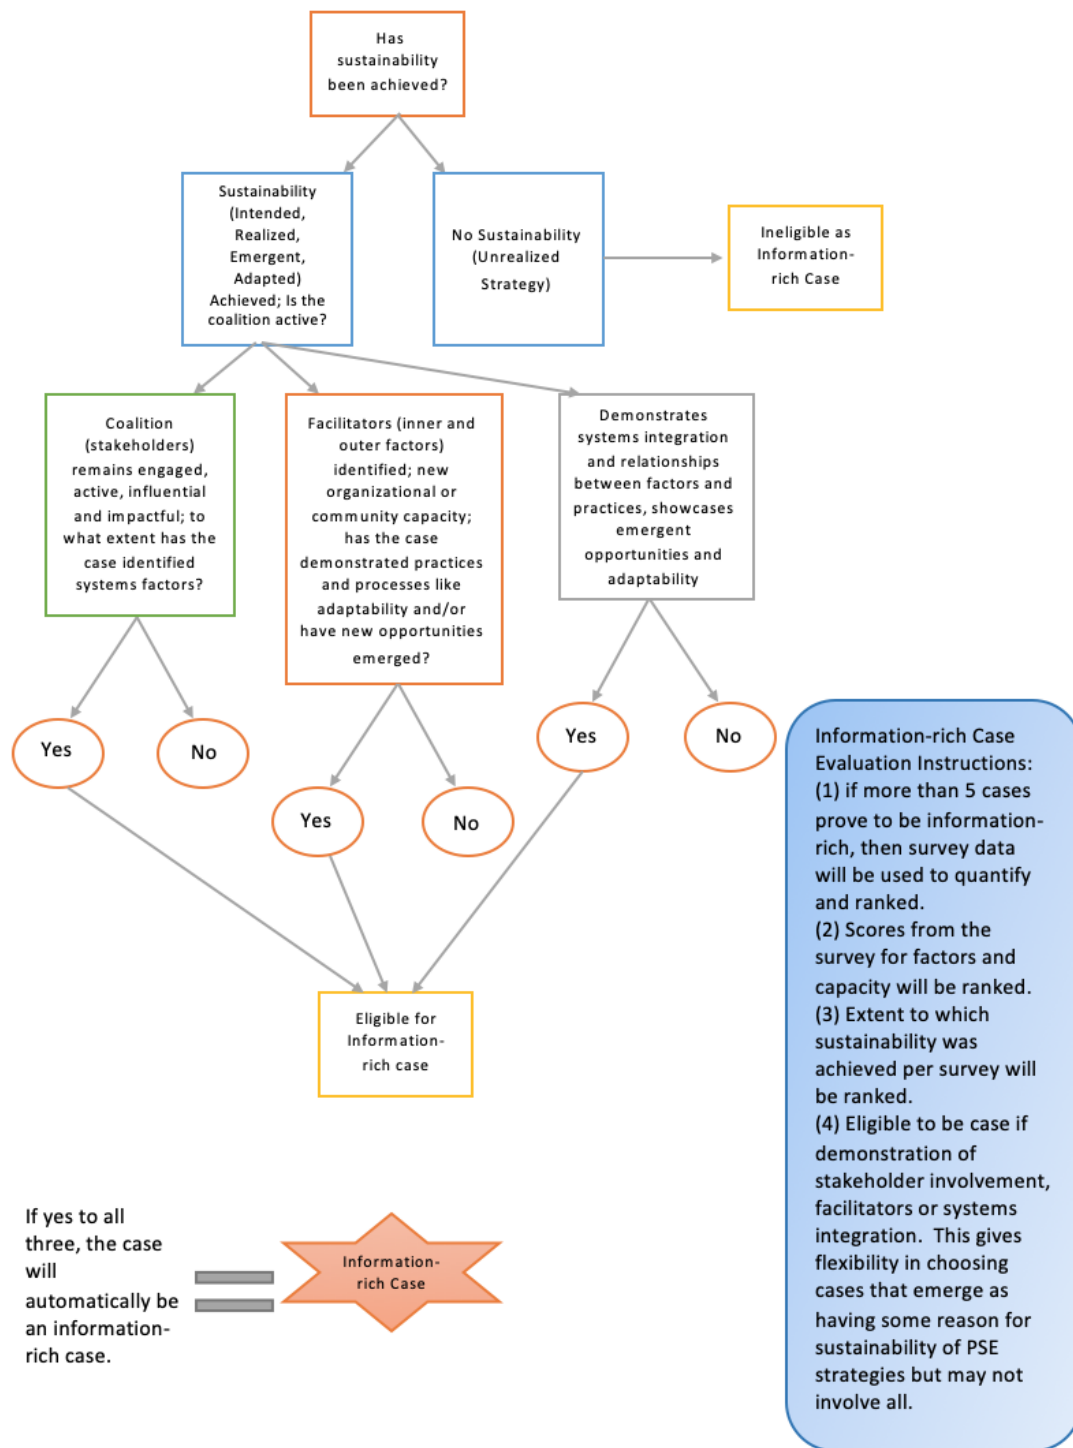 Has
sustainability
been achieved?
Sustainability
(Intended,
Realized,
Emergent,
Adapted)
Achieved; Is the
coalition active?
No Sustainability
(Unrealized
Strategy)
Ineligible as
Information-
rich Case
Coalition
(stakeholders)
remains engaged,
active, influential
and impactful; to
what extent has the
case identified
systems factors?
Facilitators (inner and
outer factors)
identified; new
organizational or
community capacity;
has the case
demonstrated practices
and processes like
adaptability and/or
have new opportunities
emerged?
Demonstrates
systems integration
and relationships
between factors and
practices, showcases
emergent
opportunities and
adaptability
Yes
No
Yes
No
Yes
No
Eligible for
Information-
rich case
Information-rich Case
Evaluation Instructions:
(1) if more than 5 cases
prove to be information-
rich, then survey data
will be used to quantify
and ranked.
(2) Scores from the
survey for factors and
capacity will be ranked.
(3) Extent to which
sustainability was
achieved per survey will
be ranked.
(4) Eligible to be case if
demonstration of
stakeholder involvement,
facilitators or systems
integration.  This gives
flexibility in choosing
cases that emerge as
having some reason for
sustainability of PSE
strategies but may not
involve all.
If yes to all
three, the case
will
automatically be
an information-
rich case.
Information-
rich Case